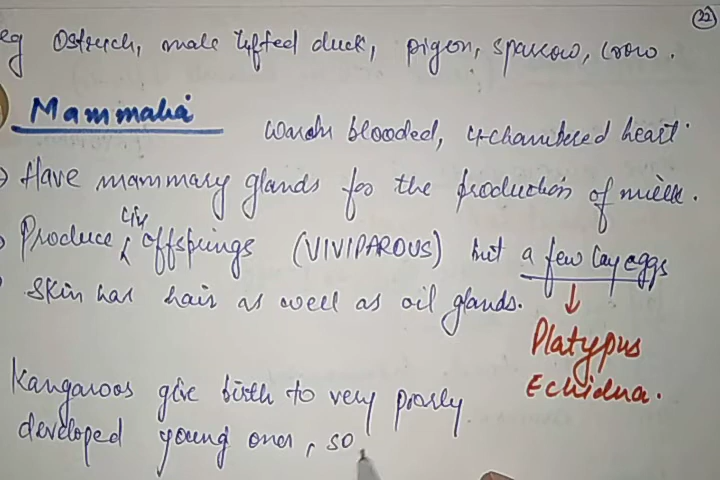 22
eg Ostrich, male tufted duck, pigeon, sparrow, crow.
Mammalia
warm blooded, 4-chambered heart
Have mammary glands for the production of milk.
Produce live offsprings (VIVIPAROUS) but a few lay eggs
Skin has hair as well as oil glands.
Platypus
Echidna.
Kangaroos give birth to very poorly
developed young ones, so